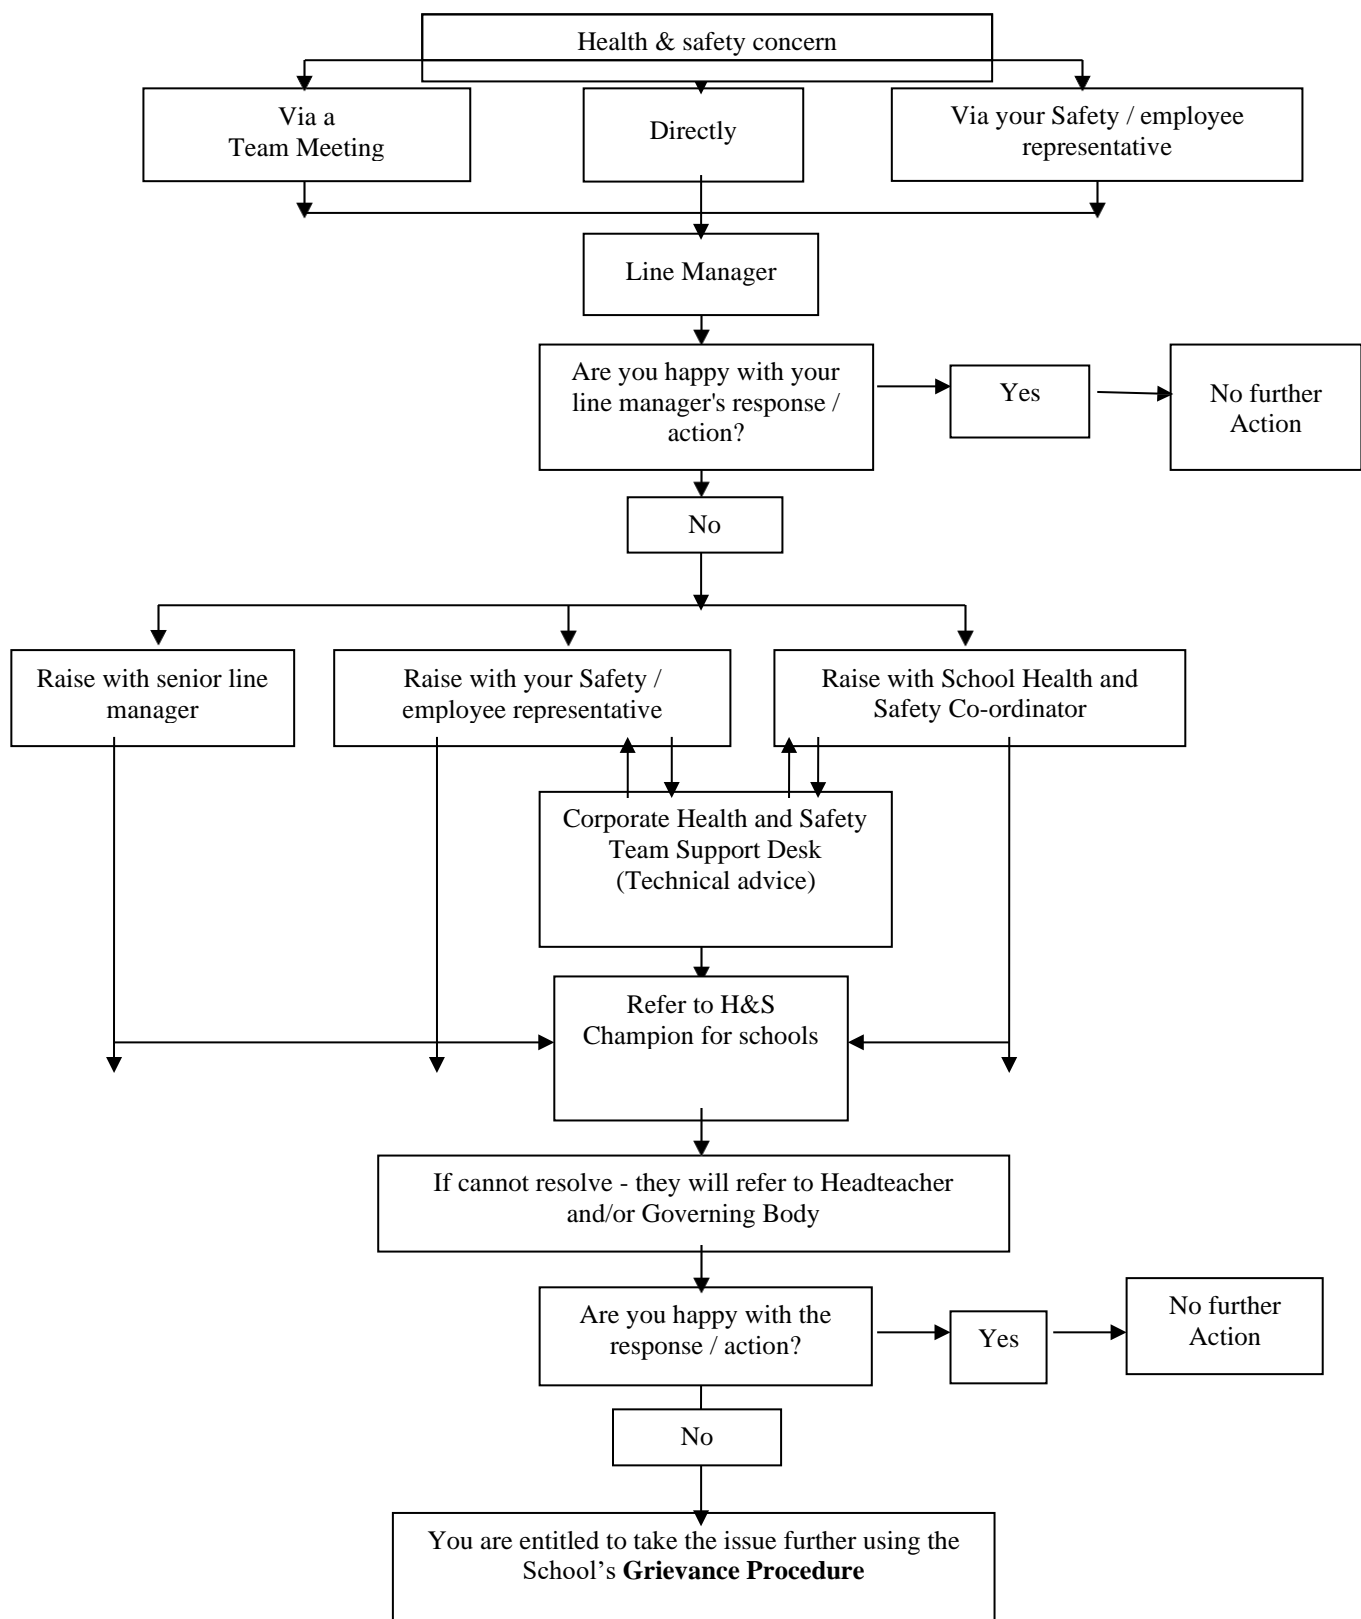 Health & safety concern
Via a
Team Meeting
Directly
Via your Safety / employee
representative
Line Manager
Are you happy with your
line manager's response /
action?
Yes
No further
Action
No
Raise with senior line
manager
Raise with your Safety /
employee representative
Raise with School Health and
Safety Co-ordinator
Corporate Health and Safety
Team Support Desk
(Technical advice)
Refer to H&S
Champion for schools
If cannot resolve - they will refer to Headteacher
and/or Governing Body
Are you happy with the
response / action?
Yes
No further
Action
No
You are entitled to take the issue further using the
School’s Grievance Procedure